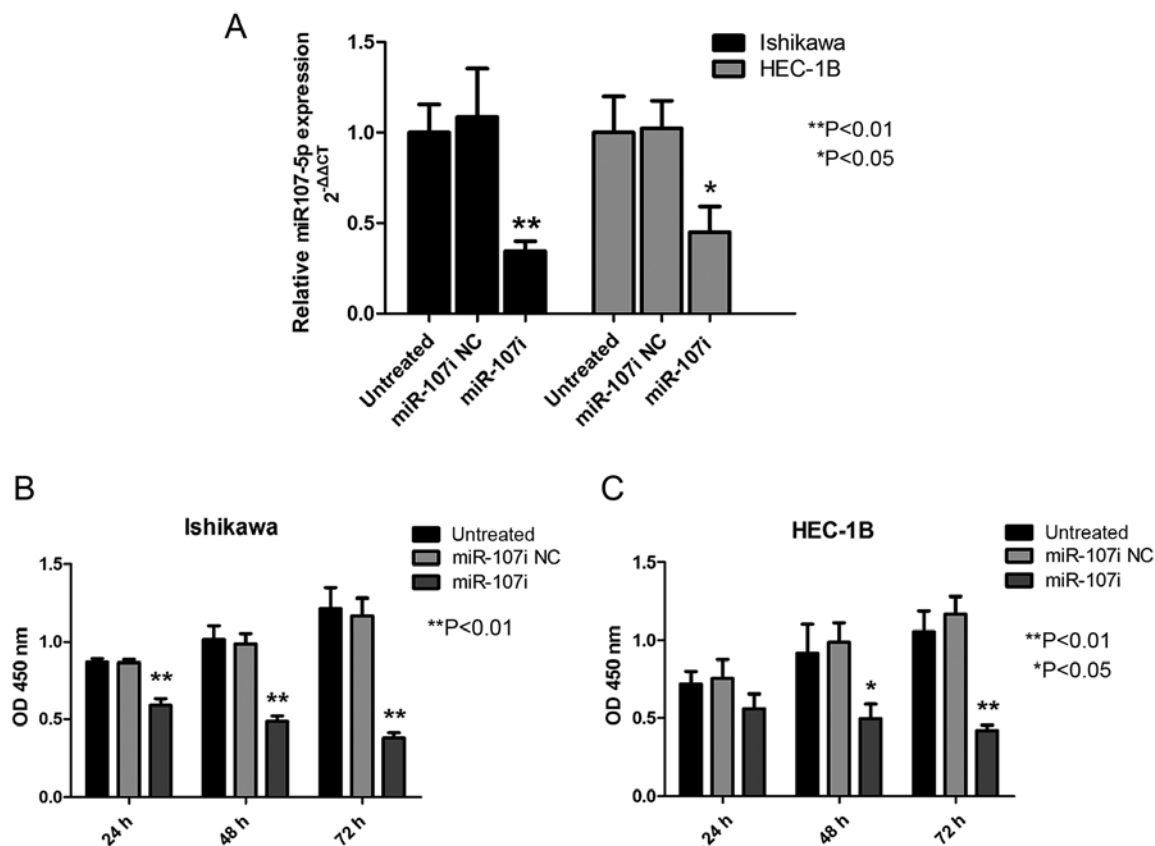 A
Relative miR107-5p expression
2^-ΔΔCT
1.5
1.0
0.5
0.0
Ishikawa
HEC-1B
**P<0.01
*P<0.05
**
*
Untreated
miR-107i NC
miR-107i
Untreated
miR-107i NC
miR-107i
B
Ishikawa
Untreated
miR-107i NC
miR-107i
**P<0.01
OD 450 nm
1.5
1.0
0.5
0.0
**
**
**
24 h
48 h
72 h
C
HEC-1B
Untreated
miR-107i NC
miR-107i
**P<0.01
*P<0.05
OD 450 nm
1.5
1.0
0.5
0.0
*
**
24 h
48 h
72 h